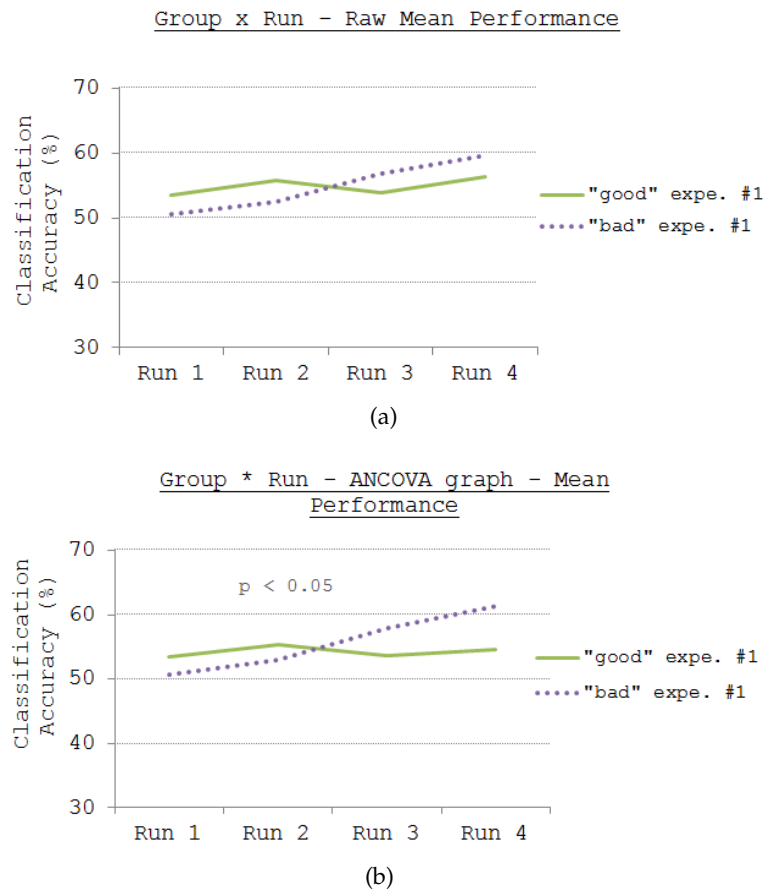 Group x Run - Raw Mean Performance
Classification
Accuracy (%)
70
60
50
40
30
Run 1 Run 2 Run 3 Run 4
"good" expe. #1
"bad" expe. #1
(a)
Group * Run - ANCOVA graph - Mean
Performance
Classification
Accuracy (%)
70
60
50
40
30
p < 0.05
Run 1 Run 2 Run 3 Run 4
"good" expe. #1
"bad" expe. #1
(b)